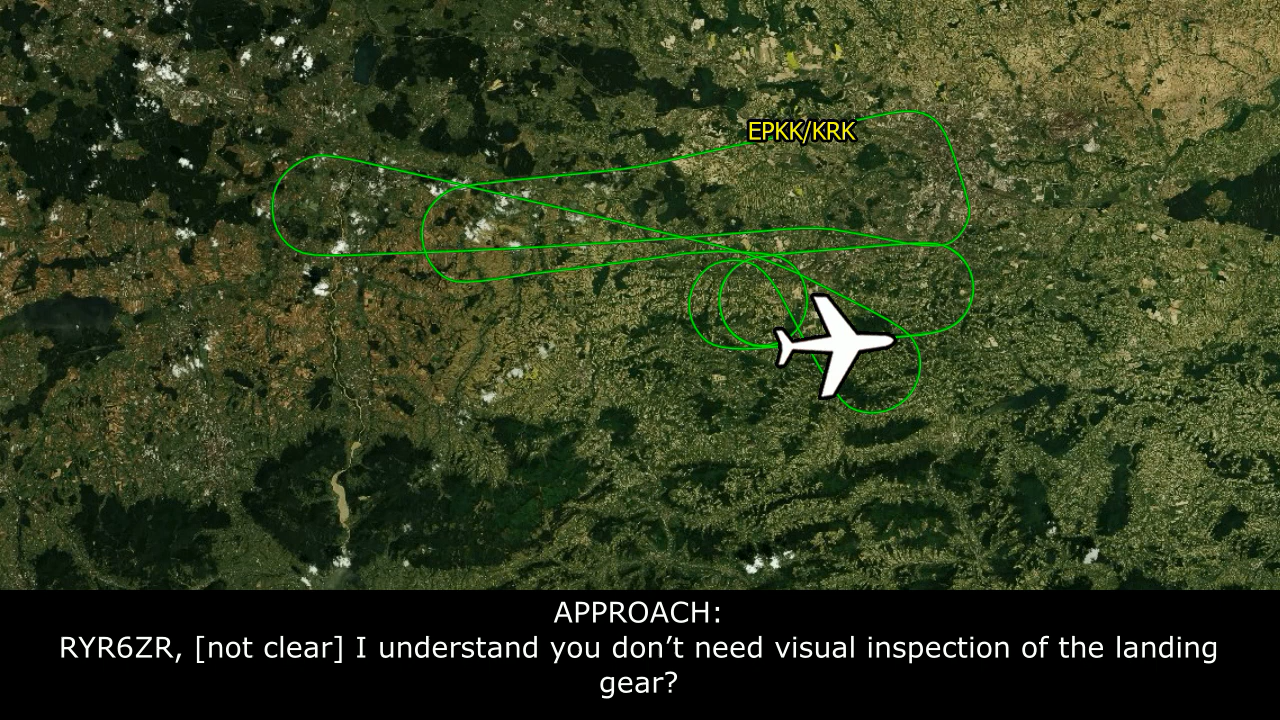 EPKK/KRK
APPROACH:
RYR6ZR, [not clear] I understand you don’t need visual inspection of the landing
gear?